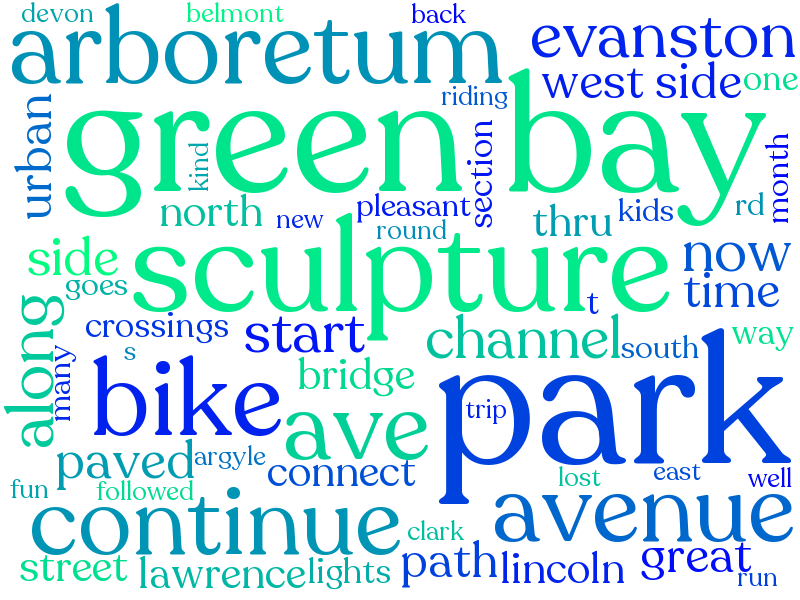 devon belmont back
arboretum evanston
west side one
riding
green bay
urban kind section month
north new pleasant thru kids rd
round
side sculpture now
goes t time
along crossings start channel way
many s south
bike bridge park
ave trip
paved argyle connect
fun followed lost east well
continue clark avenue
street lawrence lights path lincoln great
run